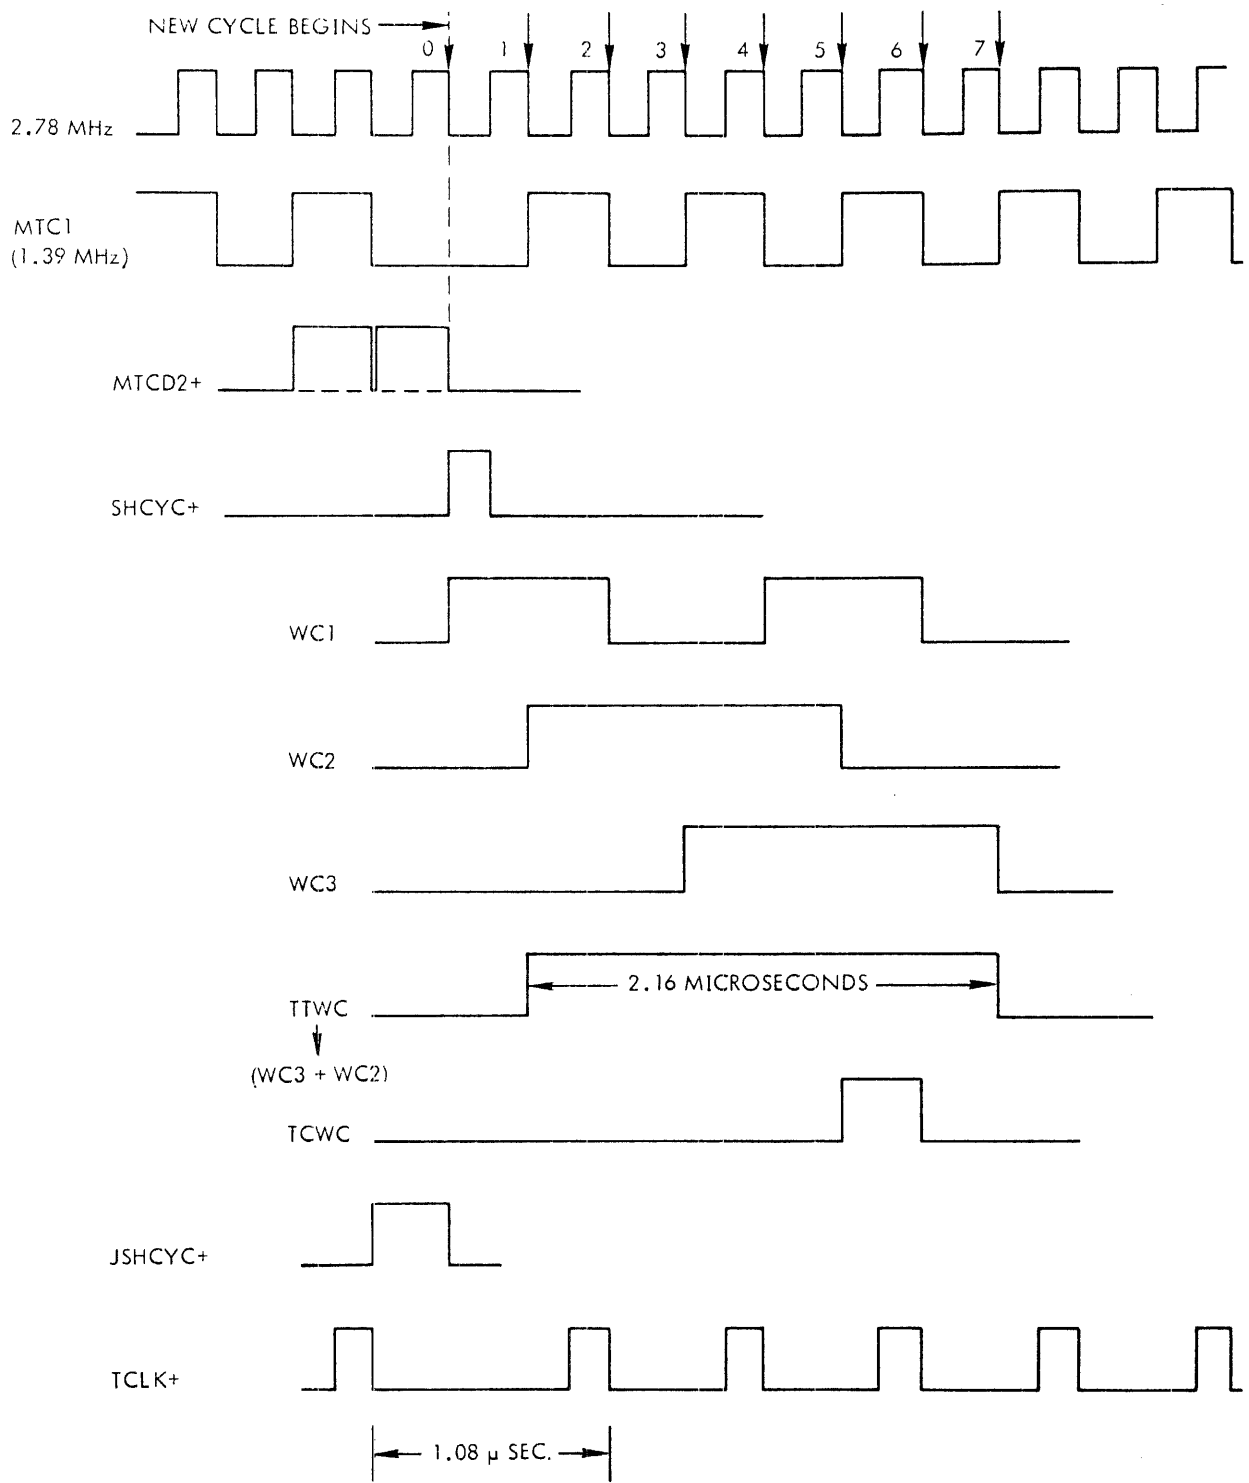 NEW CYCLE BEGINS
0 1 2 3 4 5 6 7
2.78 MHz
MTC1
(1.39 MHz)
MTCD2+
SHCYC+
WC1
WC2
WC3
2.16 MICROSECONDS
TTWC
(WC3 + WC2)
TCWC
JSHCYC+
TCLK+
1.08 μ SEC.